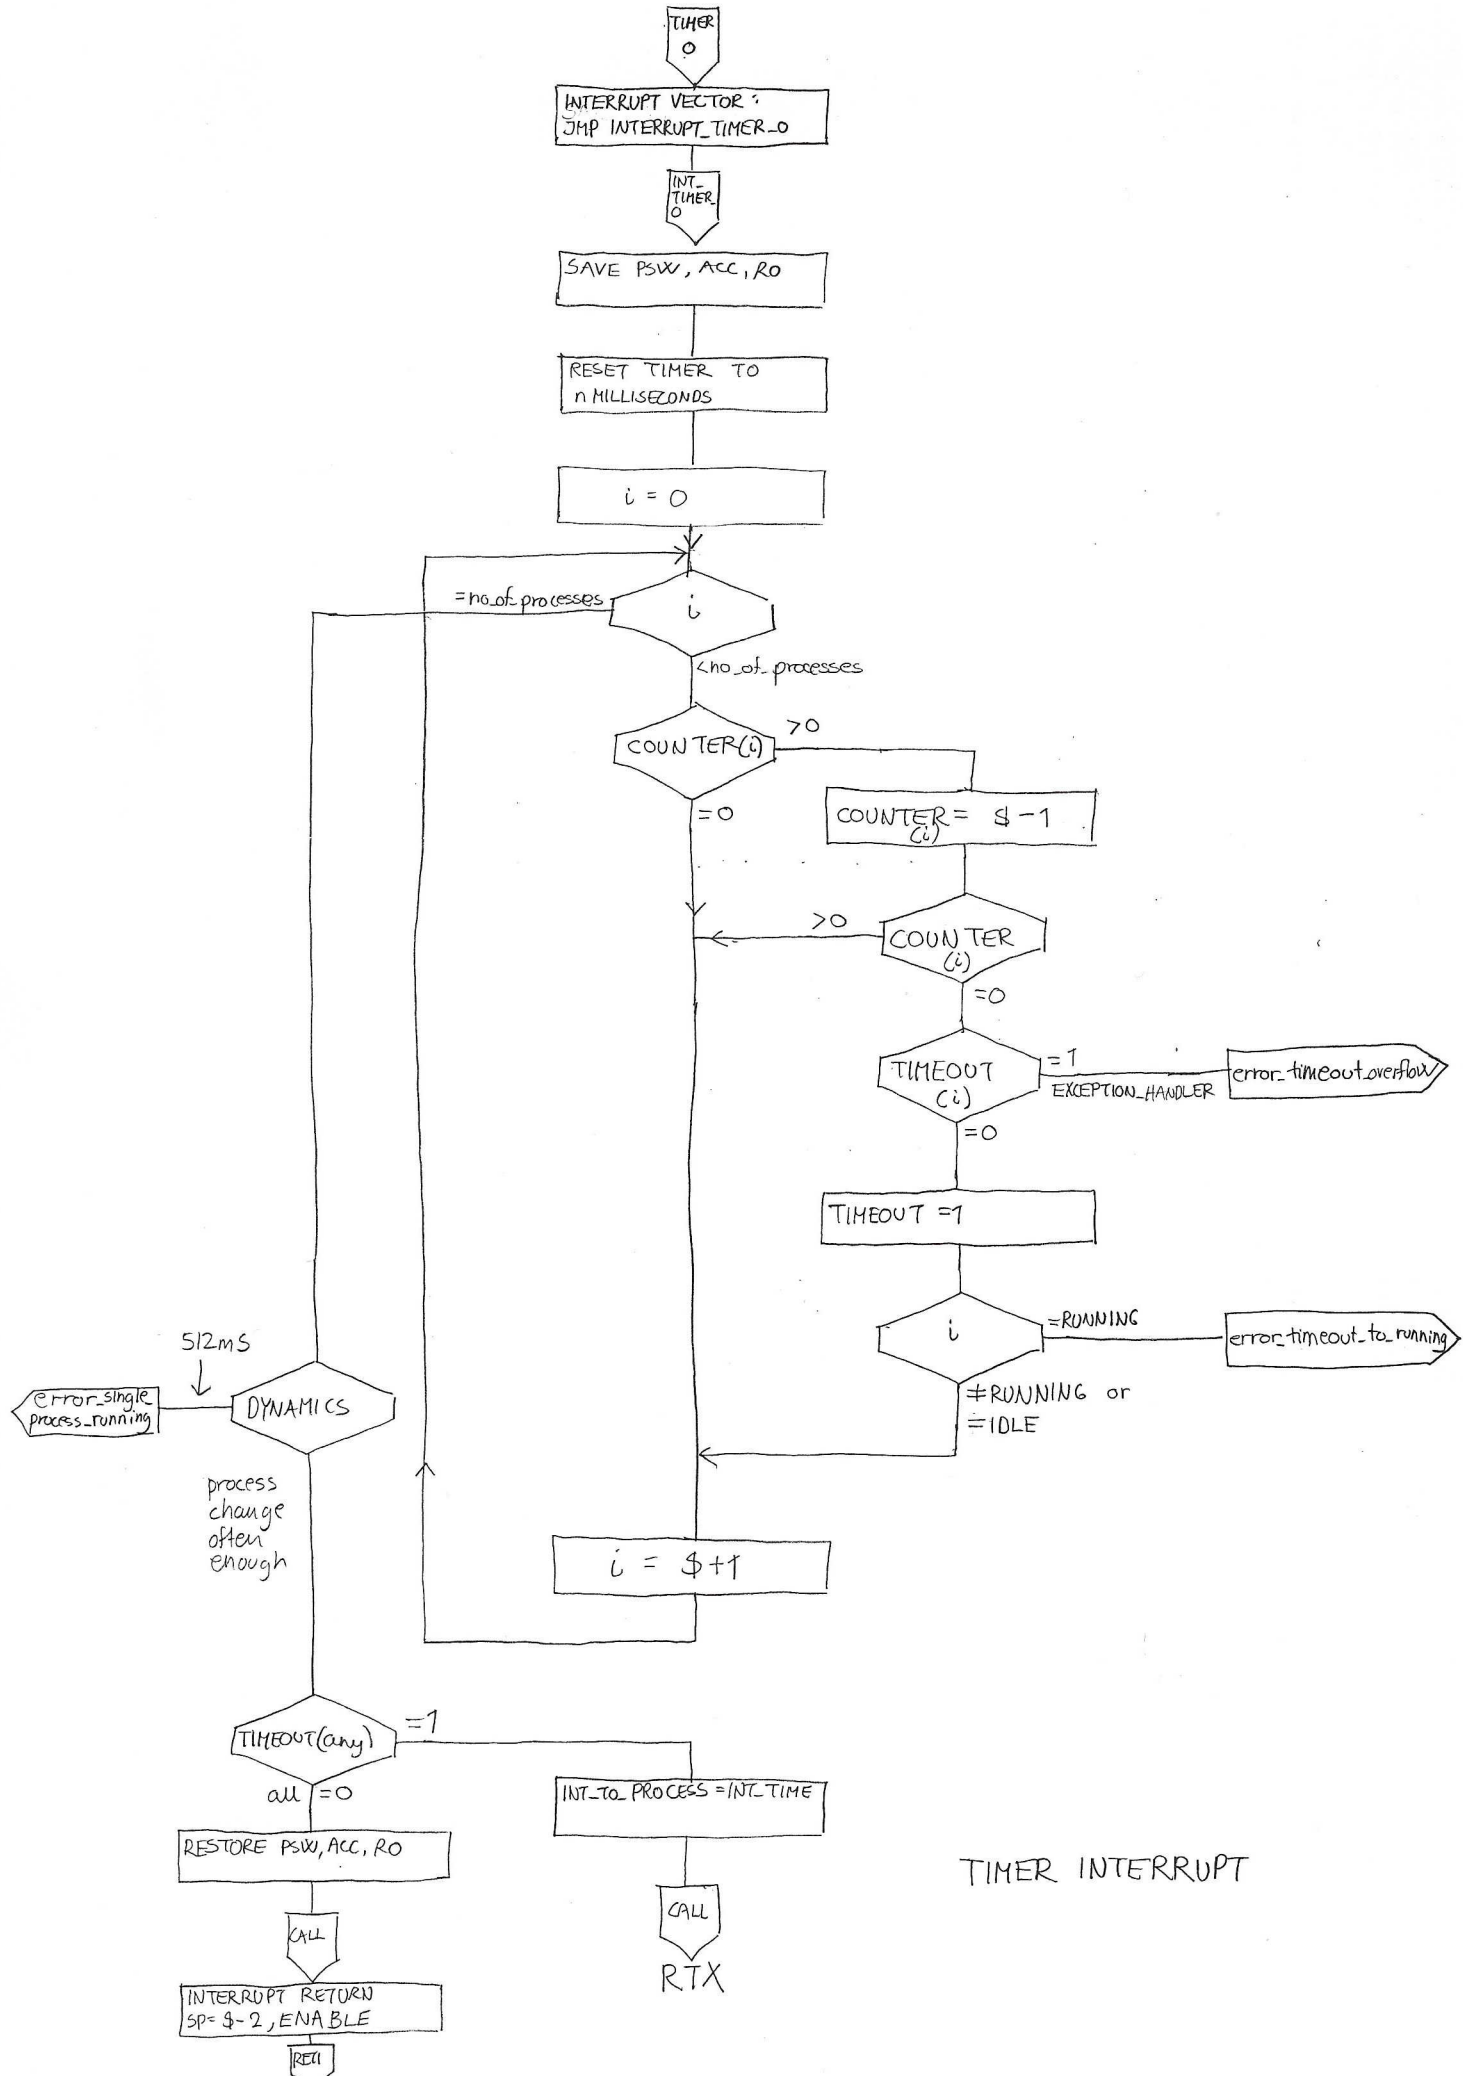 TIMER
0
INTERRUPT VECTOR:
JMP INTERRUPT_TIMER_0
INT_
TIMER_
0
SAVE PSW, ACC, R0
RESET TIMER TO
n MILLISECONDS
i = 0
=no_of_processes
i
<no_of_processes
COUNTER(i)
>0
=0
COUNTER = $-1
(i)
>0
COUNTER
(i)
=0
TIMEOUT
(i)
=1
EXCEPTION_HANDLER
error_timeout_overflow
=0
TIMEOUT =1
i
=RUNNING
error_timeout_to_running
≠RUNNING or
=IDLE
512ms
error_single_
process_running
DYNAMICS
process
change
often
enough
i = $+1
TIMEOUT(any)
=1
all =0
INT_TO_PROCESS=INT_TIME
RESTORE PSW, ACC, R0
CALL
RTX
CALL
INTERRUPT RETURN
SP= $-2, ENABLE
RETI
TIMER INTERRUPT